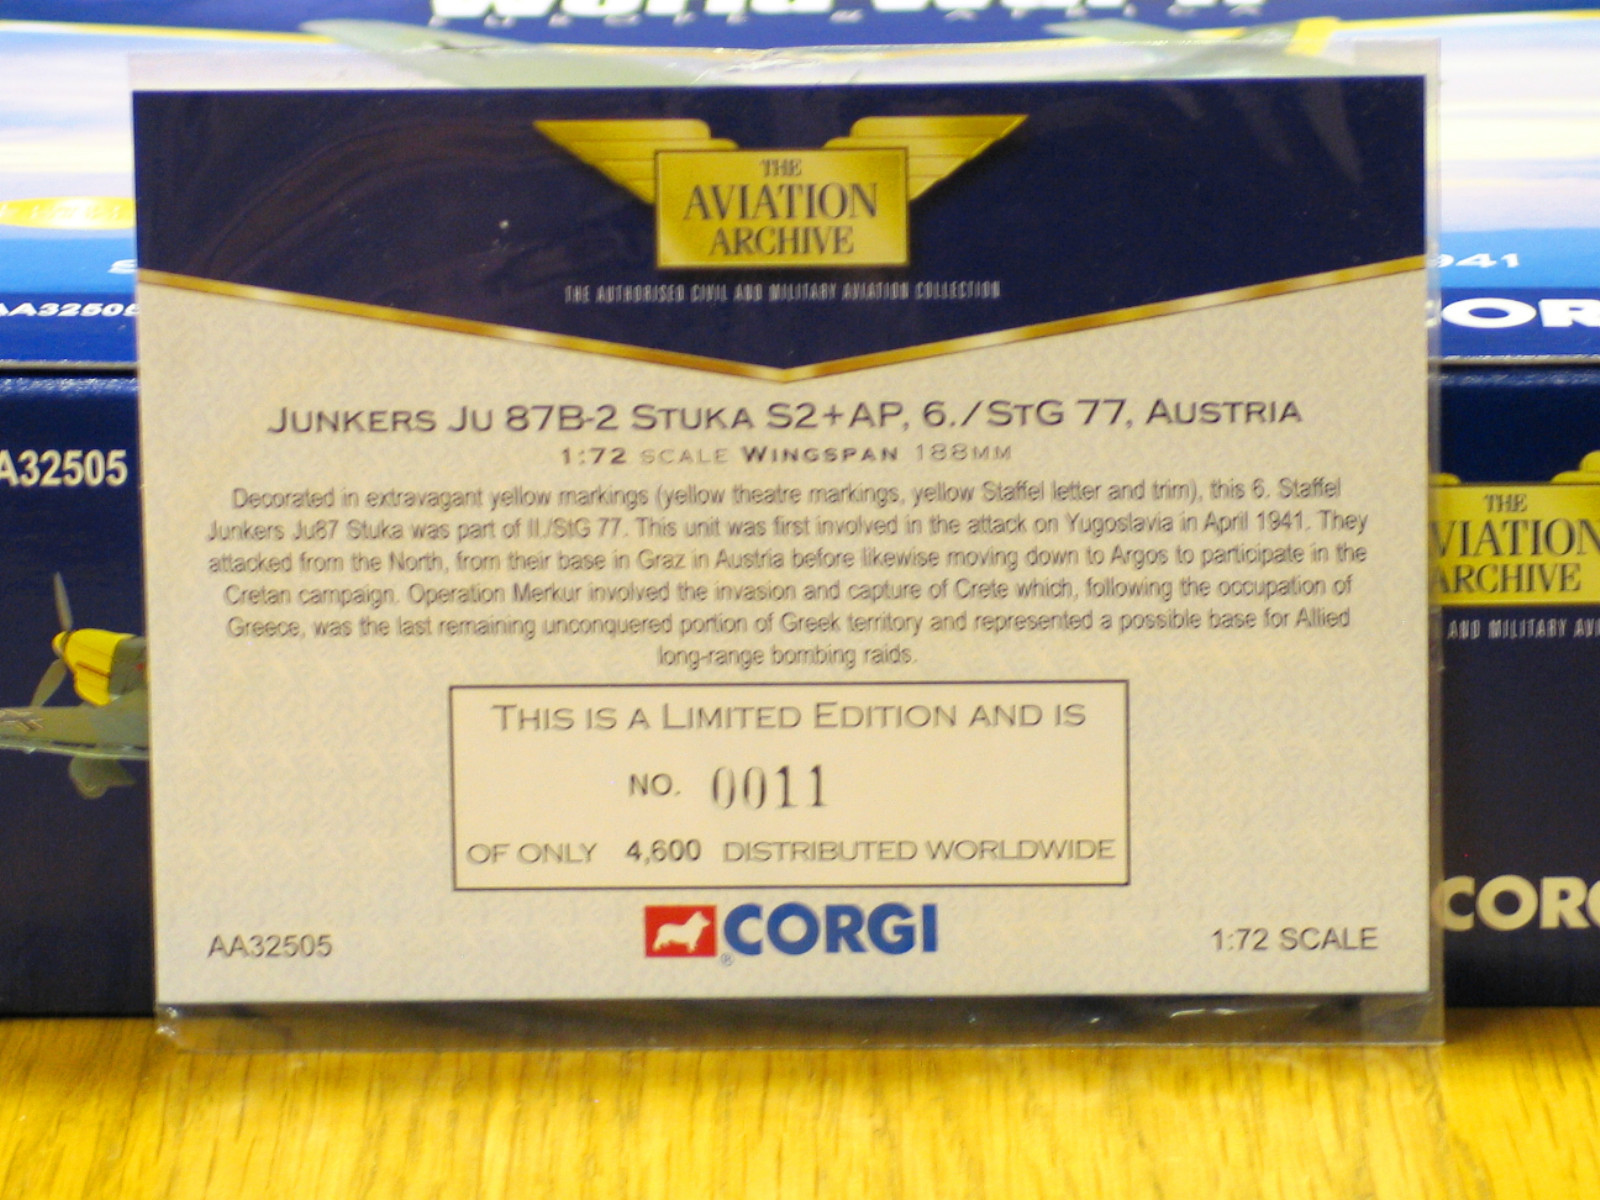 World War II
THE
AVIATION
ARCHIVE
THE AUTHORISED CIVIL AND MILITARY AVIATION COLLECTION
941
AA32505
COR
JUNKERS JU 87B-2 STUKA S2+AP, 6./STG 77, AUSTRIA
1:72 SCALE WINGSPAN 188MM
A32505
Decorated in extravagant yellow markings (yellow theatre markings, yellow Staffel letter and trim), this 6. Staffel
Junkers Ju87 Stuka was part of II./StG 77. This unit was first involved in the attack on Yugoslavia in April 1941. They
attacked from the North, from their base in Graz in Austria before likewise moving down to Argos to participate in the
Cretan campaign. Operation Merkur involved the invasion and capture of Crete which, following the occupation of
Greece, was the last remaining unconquered portion of Greek territory and represented a possible base for Allied
long-range bombing raids.
THE
VIATION
ARCHIVE
AND MILITARY AVI
THIS IS A LIMITED EDITION AND IS
NO. 0011
OF ONLY 4,600 DISTRIBUTED WORLDWIDE
CORGI
®
AA32505
1:72 SCALE
CORG